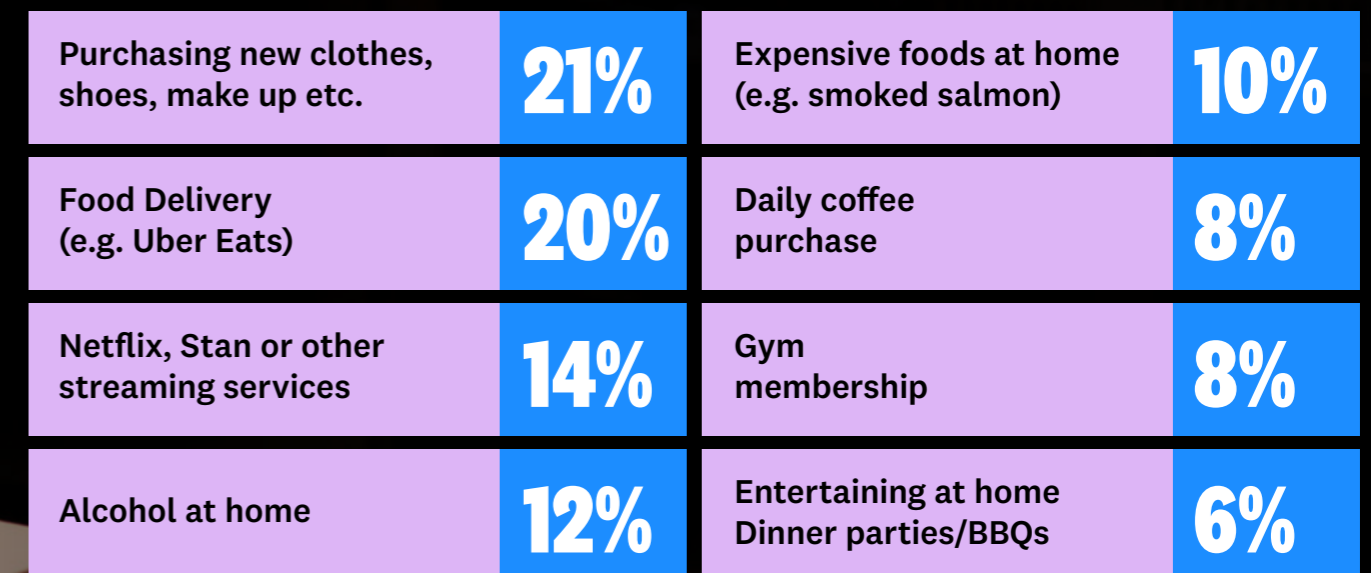 Purchasing new clothes,
shoes, make up etc.
21%
Food Delivery
(e.g. Uber Eats)
20%
Netflix, Stan or other
streaming services
14%
Alcohol at home
12%
Expensive foods at home
(e.g. smoked salmon)
10%
Daily coffee
purchase
8%
Gym
membership
8%
Entertaining at home
Dinner parties/BBQs
6%